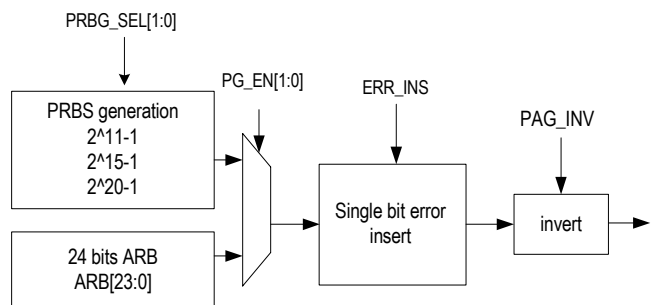 PRBG_SEL[1:0]
PG_EN[1:0]
ERR_INS
PAG_INV
PRBS generation
2^11-1
2^15-1
2^20-1
Single bit error
insert
invert
24 bits ARB
ARB[23:0]